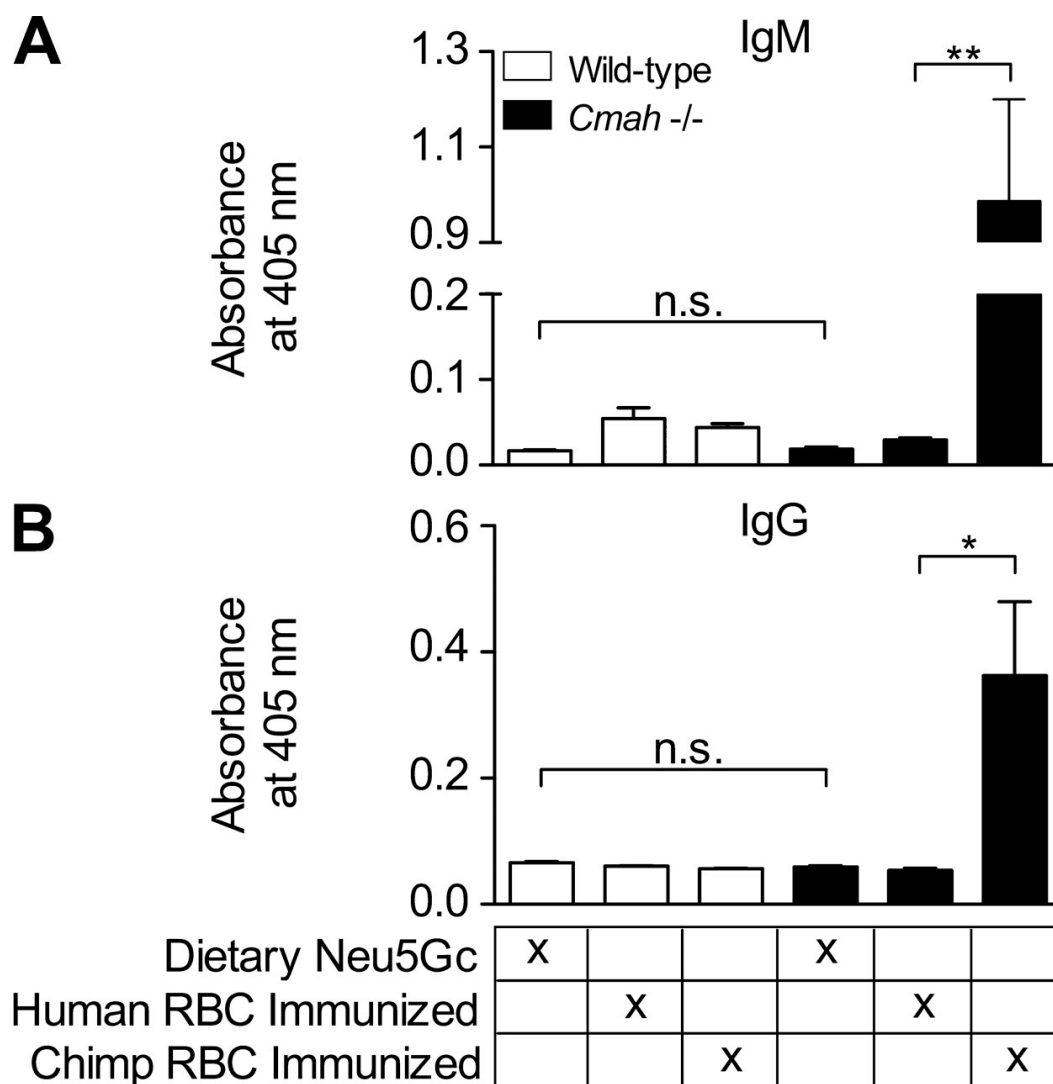 A
IgM
1.3
Wild-type
**
Cmah -/-
1.1
Absorbance
at 405 nm
0.9
0.2
n.s.
0.1
0.0
B
IgG
0.6
*
Absorbance
at 405 nm
0.4
n.s.
0.2
0.0
Dietary Neu5Gc x x
Human RBC Immunized x x
Chimp RBC Immunized x x